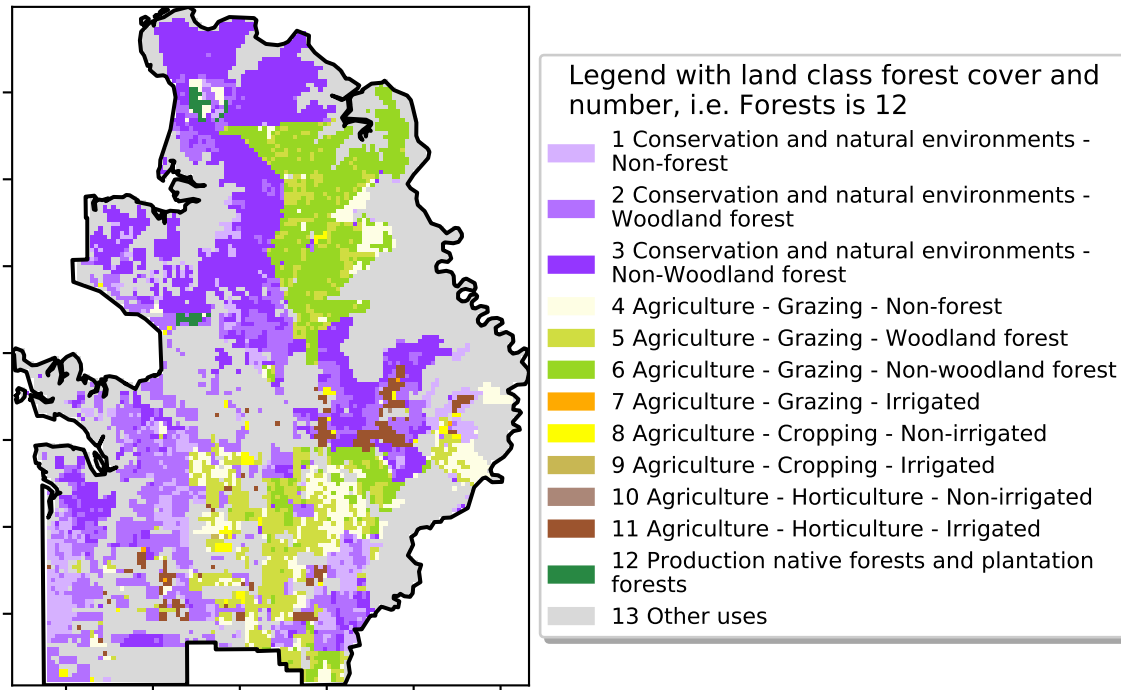 Legend with land class forest cover and
number, i.e. Forests is 12
1 Conservation and natural environments -
Non-forest
2 Conservation and natural environments -
Woodland forest
3 Conservation and natural environments -
Non-Woodland forest
4 Agriculture - Grazing - Non-forest
5 Agriculture - Grazing - Woodland forest
6 Agriculture - Grazing - Non-woodland forest
7 Agriculture - Grazing - Irrigated
8 Agriculture - Cropping - Non-irrigated
9 Agriculture - Cropping - Irrigated
10 Agriculture - Horticulture - Non-irrigated
11 Agriculture - Horticulture - Irrigated
12 Production native forests and plantation
forests
13 Other uses